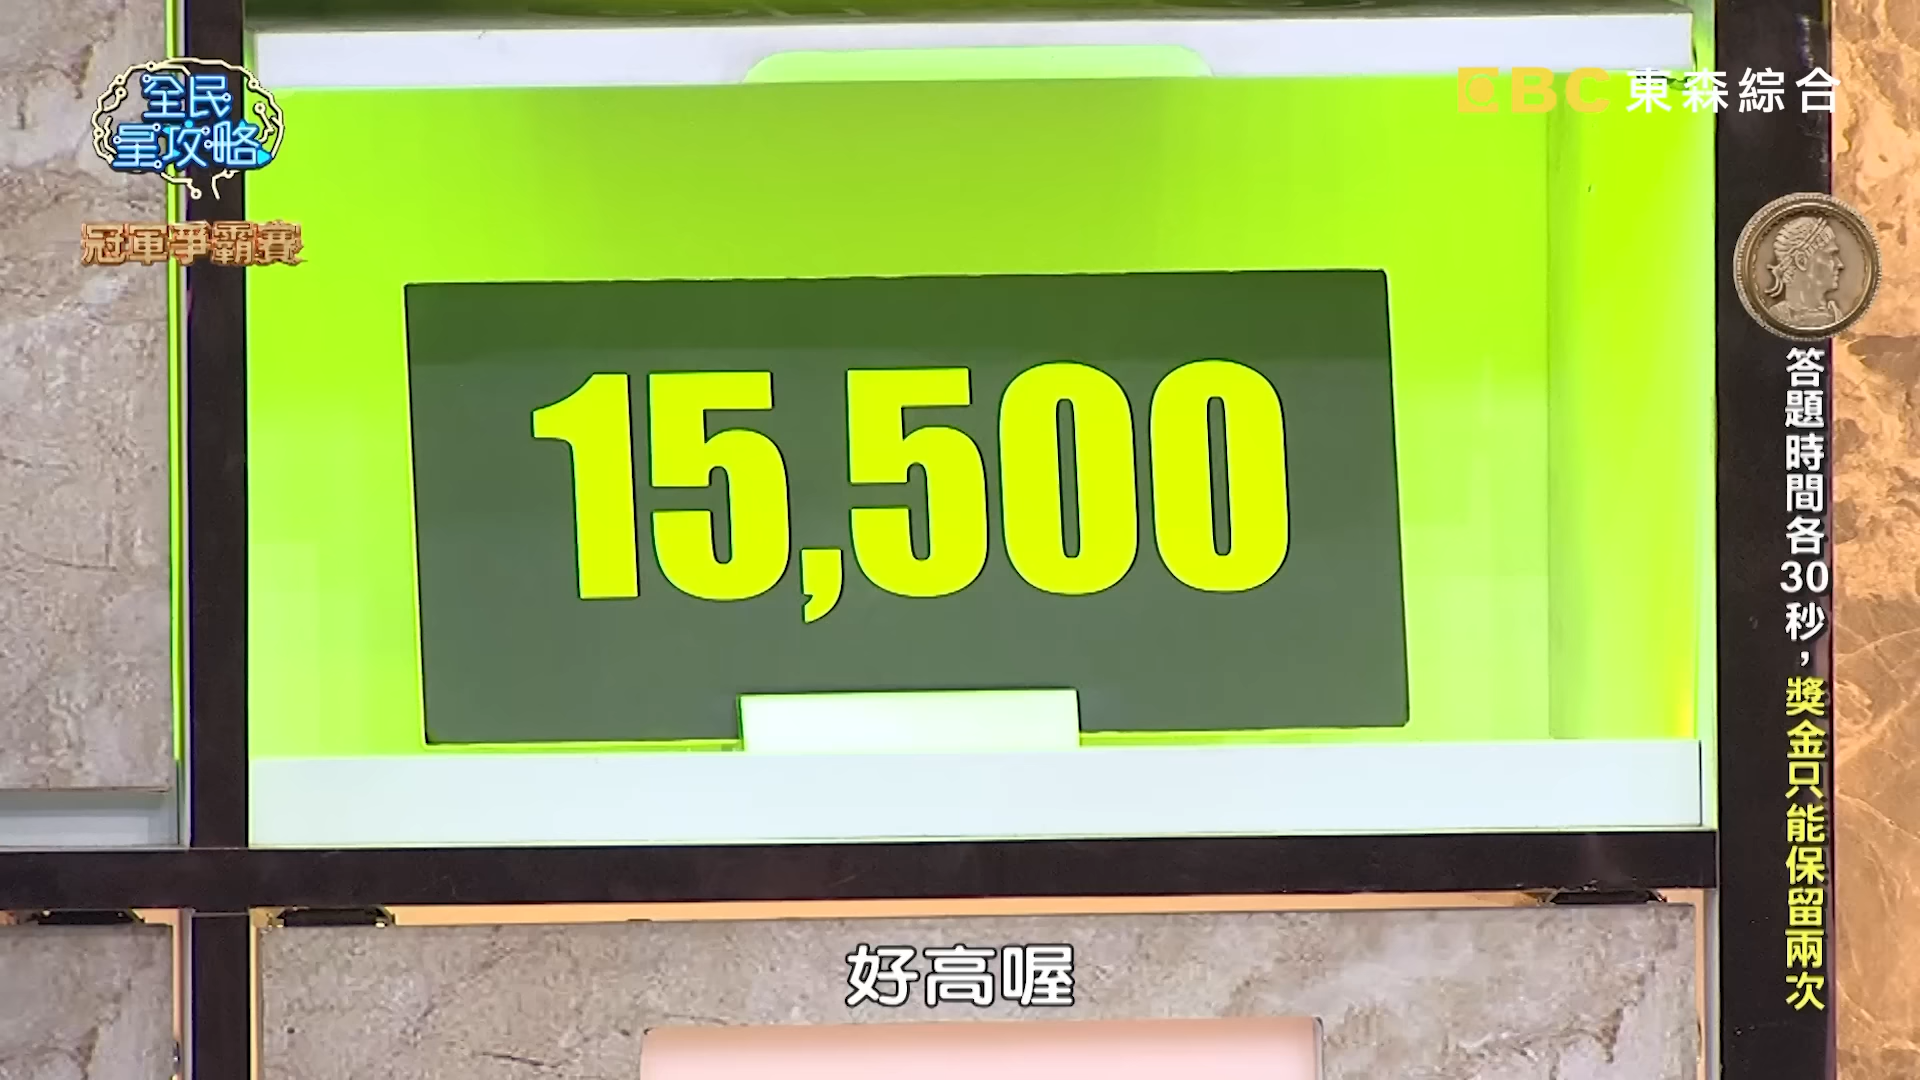 全民
星攻略
冠軍爭霸賽
EBC 東森綜合
15,500
答題時間各30秒，獎金只能保留兩次
好高喔